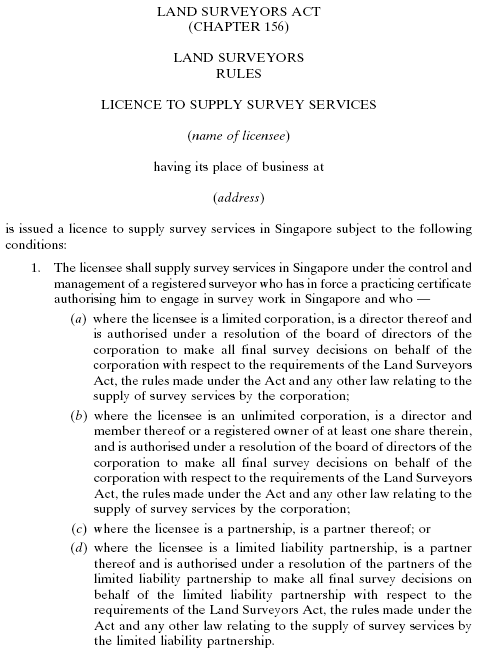 LAND SURVEYORS ACT
(CHAPTER 156)
LAND SURVEYORS
RULES
LICENCE TO SUPPLY SURVEY SERVICES
(name of licensee)
having its place of business at
(address)
is issued a licence to supply survey services in Singapore subject to the following
conditions:
1. The licensee shall supply survey services in Singapore under the control and
management of a registered surveyor who has in force a practicing certificate
authorising him to engage in survey work in Singapore and who —
(a) where the licensee is a limited corporation, is a director thereof and
is authorised under a resolution of the board of directors of the
corporation to make all final survey decisions on behalf of the
corporation with respect to the requirements of the Land Surveyors
Act, the rules made under the Act and any other law relating to the
supply of survey services by the corporation;
(b) where the licensee is an unlimited corporation, is a director and
member thereof or a registered owner of at least one share therein,
and is authorised under a resolution of the board of directors of the
corporation to make all final survey decisions on behalf of the
corporation with respect to the requirements of the Land Surveyors
Act, the rules made under the Act and any other law relating to the
supply of survey services by the corporation;
(c) where the licensee is a partnership, is a partner thereof; or
(d) where the licensee is a limited liability partnership, is a partner
thereof and is authorised under a resolution of the partners of the
limited liability partnership to make all final survey decisions on
behalf of the limited liability partnership with respect to the
requirements of the Land Surveyors Act, the rules made under the
Act and any other law relating to the supply of survey services by
the limited liability partnership.